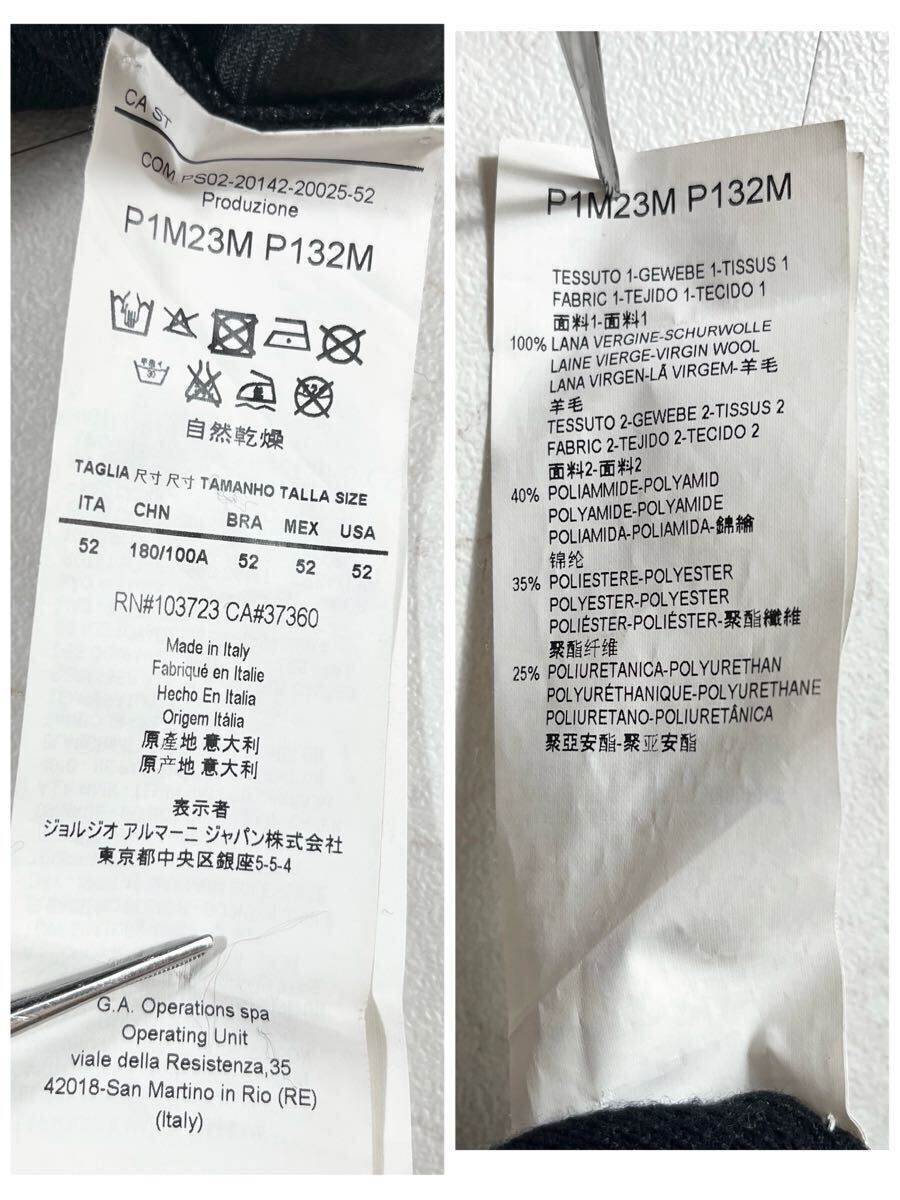 CA ST
COM PS02-20142-20025-52
Produzione
P1M23M P132M
自然乾燥
TAGLIA 尺寸 尺寸 TAMANHO TALLA SIZE
ITA CHN BRA MEX USA
52 180/100A 52 52 52
RN#103723 CA#37360
Made in Italy
Fabriqué en Italie
Hecho En Italia
Origem Itália
原產地 意大利
原产地 意大利
表示者
ジョルジオ アルマーニ ジャパン株式会社
東京都中央区銀座5-5-4
G.A. Operations spa
Operating Unit
viale della Resistenza,35
42018-San Martino in Rio (RE)
(Italy)
P1M23M P132M
TESSUTO 1-GEWEBE 1-TISSUS 1
FABRIC 1-TEJIDO 1-TECIDO 1
面料1-面料1
100% LANA VERGINE-SCHURWOLLE
LAINE VIERGE-VIRGIN WOOL
LANA VIRGEN-LÃ VIRGEM-羊毛
羊毛
TESSUTO 2-GEWEBE 2-TISSUS 2
FABRIC 2-TEJIDO 2-TECIDO 2
面料2-面料2
40% POLIAMMIDE-POLYAMID
POLYAMIDE-POLYAMIDE
POLIAMIDA-POLIAMIDA-錦綸
锦纶
35% POLIESTERE-POLYESTER
POLYESTER-POLYESTER
POLIÉSTER-POLIÉSTER-聚酯纖維
聚酯纤维
25% POLIURETANICA-POLYURETHAN
POLYURÉTHANIQUE-POLYURETHANE
POLIURETANO-POLIURETÂNICA
聚亞安酯-聚亚安酯